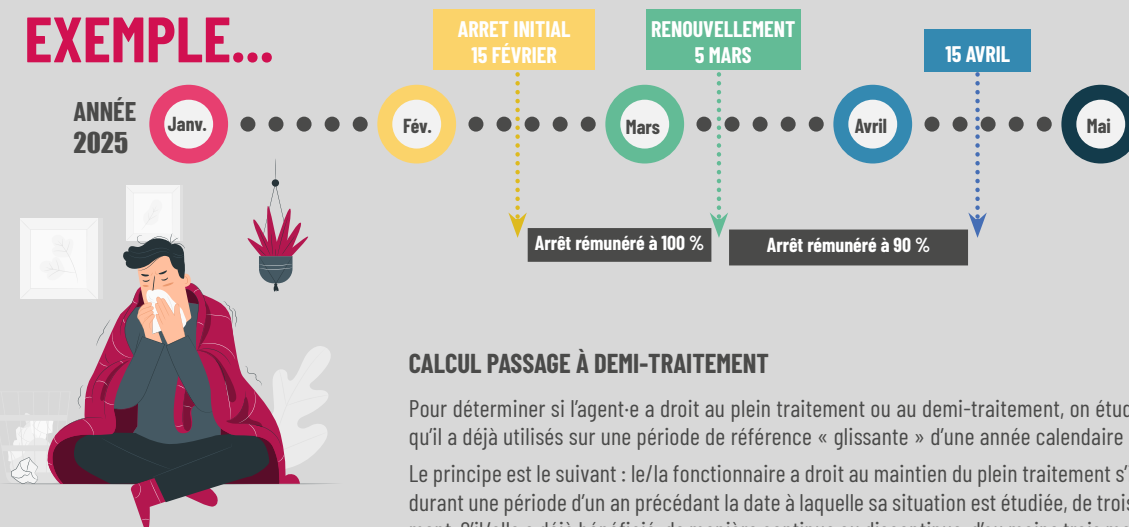 EXEMPLE...
ARRET INITIAL
15 FÉVRIER
RENOUVELLEMENT
5 MARS
15 AVRIL
ANNÉE
2025
Janv.
Fév.
Mars
Avril
Mai
Arrêt rémunéré à 100 %
Arrêt rémunéré à 90 %
CALCUL PASSAGE À DEMI-TRAITEMENT
Pour déterminer si l’agent·e a droit au plein traitement ou au demi-traitement, on
qu’il a déjà utilisés sur une période de référence « glissante » d’une année calendaire
Le principe est le suivant : le/la fonctionnaire a droit au maintien du plein traitement
durant une période d’un an précédant la date à laquelle sa situation est étudiée, de